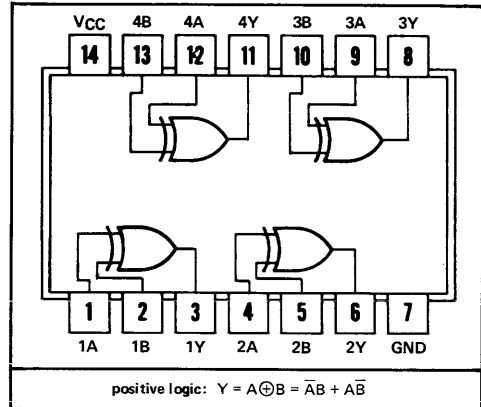 VCC 4B 4A 4Y 3B 3A 3Y
14 13 12 11 10 9 8
1 2 3 4 5 6 7
1A 1B 1Y 2A 2B 2Y GND
positive logic: Y = A⊕B = A̅B + AB̅